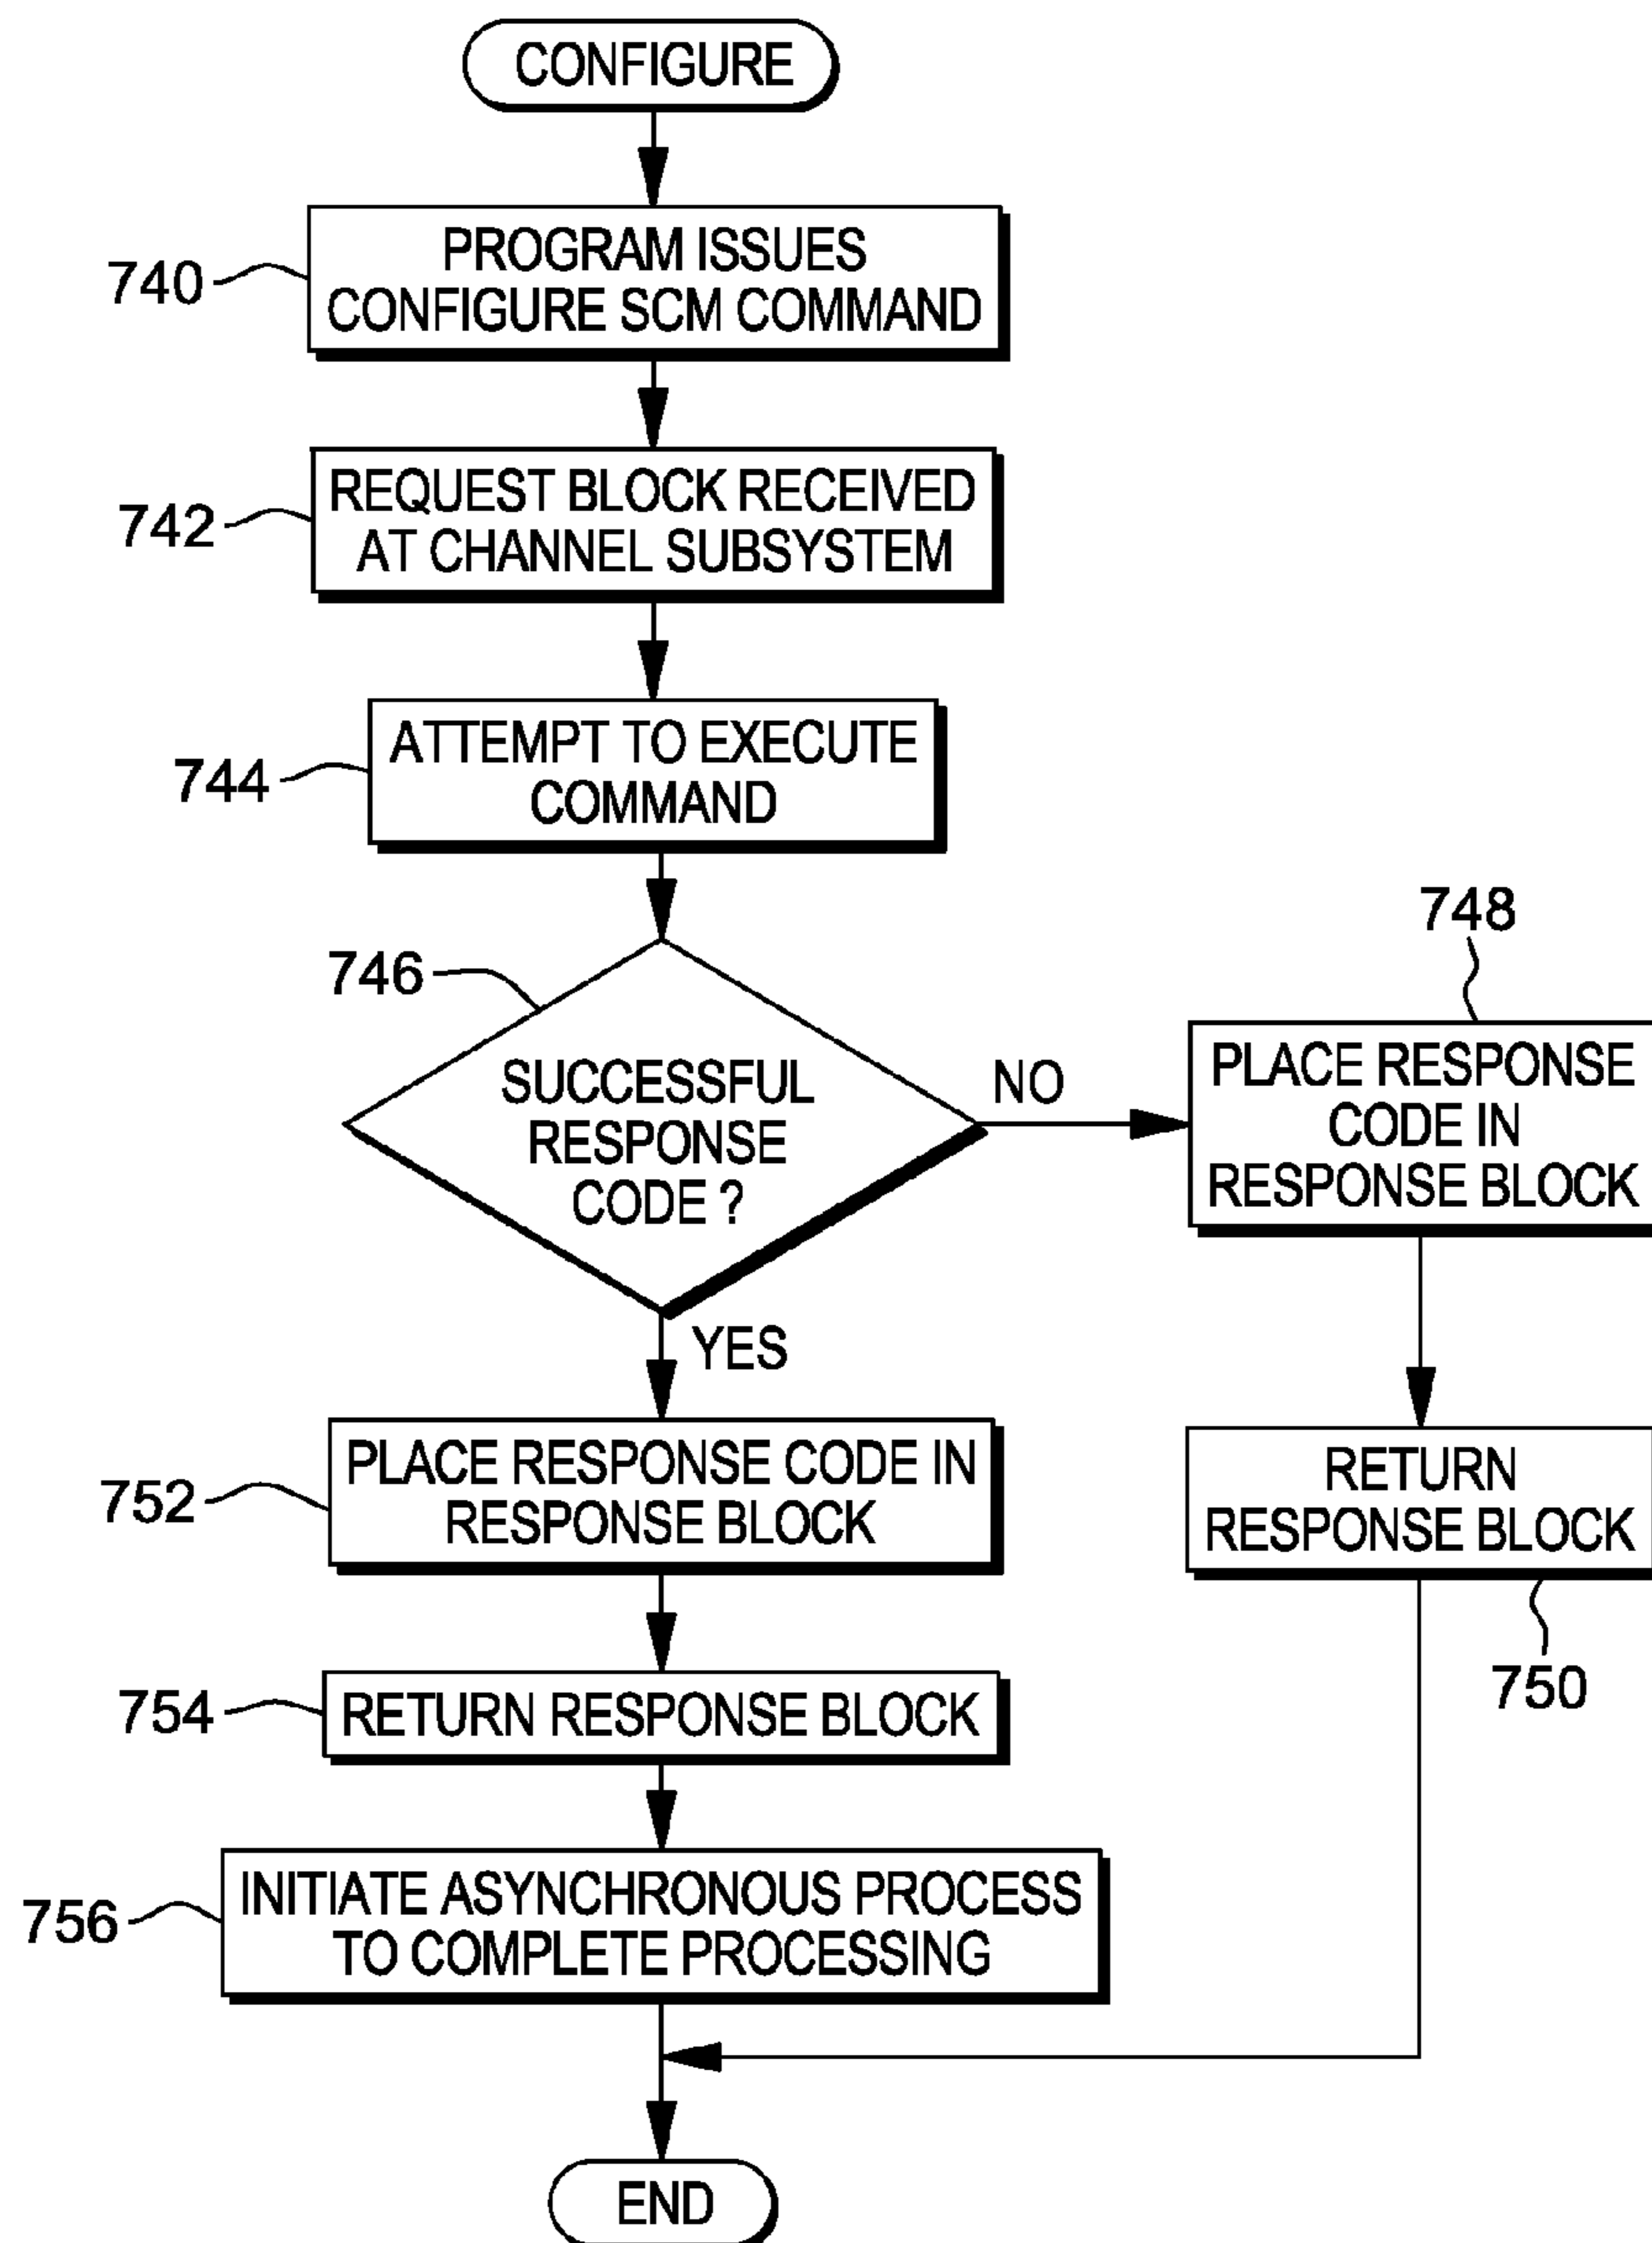 CONFIGURE
740
PROGRAM ISSUES
CONFIGURE SCM COMMAND
742
REQUEST BLOCK RECEIVED
AT CHANNEL SUBSYSTEM
744
ATTEMPT TO EXECUTE
COMMAND
746
SUCCESSFUL
RESPONSE
CODE ?
NO
748
PLACE RESPONSE
CODE IN
RESPONSE BLOCK
RETURN
RESPONSE BLOCK
750
YES
752
PLACE RESPONSE CODE IN
RESPONSE BLOCK
754
RETURN RESPONSE BLOCK
756
INITIATE ASYNCHRONOUS PROCESS
TO COMPLETE PROCESSING
END